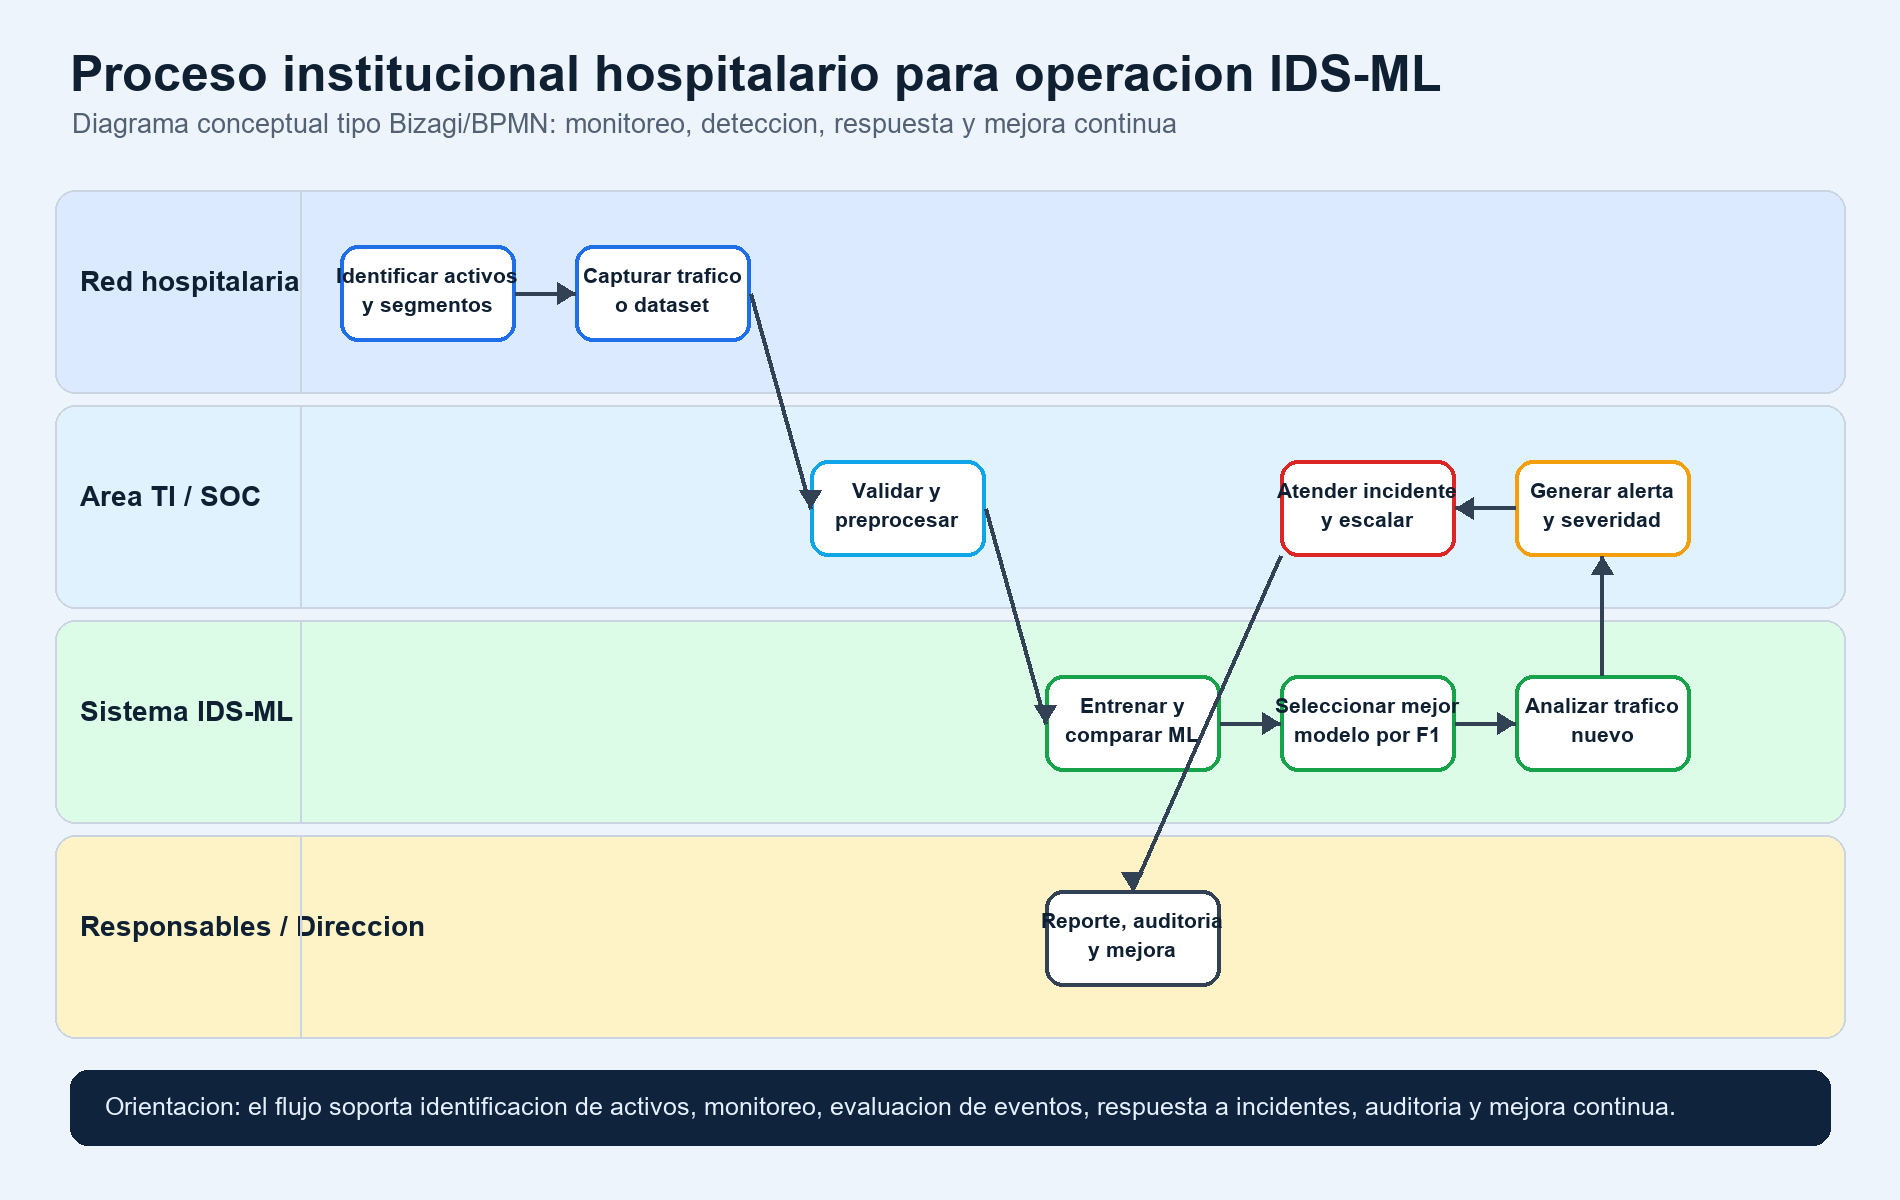 Proceso institucional hospitalario para operacion IDS-ML
Diagrama conceptual tipo Bizagi/BPMN: monitoreo, deteccion, respuesta y mejora continua
Red hospitalaria
Identificar activos
y segmentos
Capturar trafico
o dataset
Area TI / SOC
Validar y
preprocesar
Atender incidente
y escalar
Generar alerta
y severidad
Sistema IDS-ML
Entrenar y
comparar ML
Seleccionar mejor
modelo por F1
Analizar trafico
nuevo
Responsables / Direccion
Reporte, auditoria
y mejora
Orientacion: el flujo soporta identificacion de activos, monitoreo, evaluacion de eventos, respuesta a incidentes, auditoria y mejora continua.